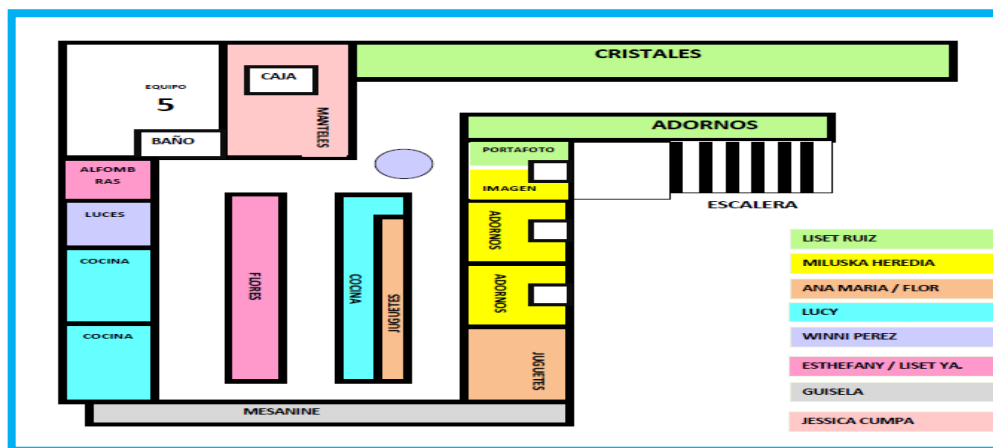 CRISTALES
CAJA
EQUIPO
5
MANTELES
BAÑO
ADORNOS
PORTAFOTO
IMAGEN
ESCALERA
ALFOMB
RAS
LUCES
COCINA
COCINA
FLORES
COCINA
JUGUETES
ADORNOS
ADORNOS
JUGUETES
MESANINE
LISET RUIZ
MILUSKA HEREDIA
ANA MARIA / FLOR
LUCY
WINNI PEREZ
ESTHEFANY / LISET YA.
GUISELA
JESSICA CUMPA